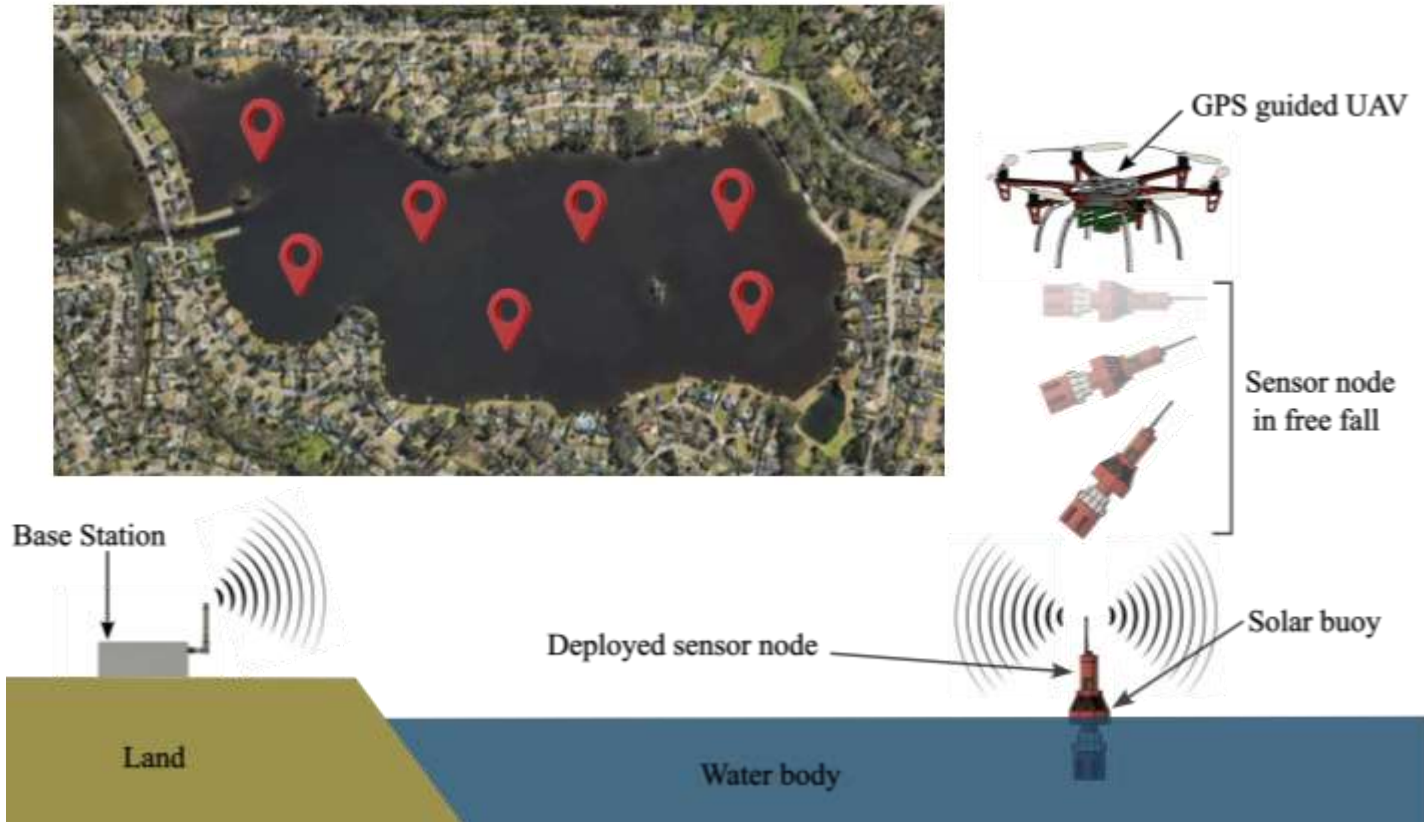 GPS guided UAV
Sensor node
in free fall
Base Station
Deployed sensor node
Solar buoy
Land
Water body